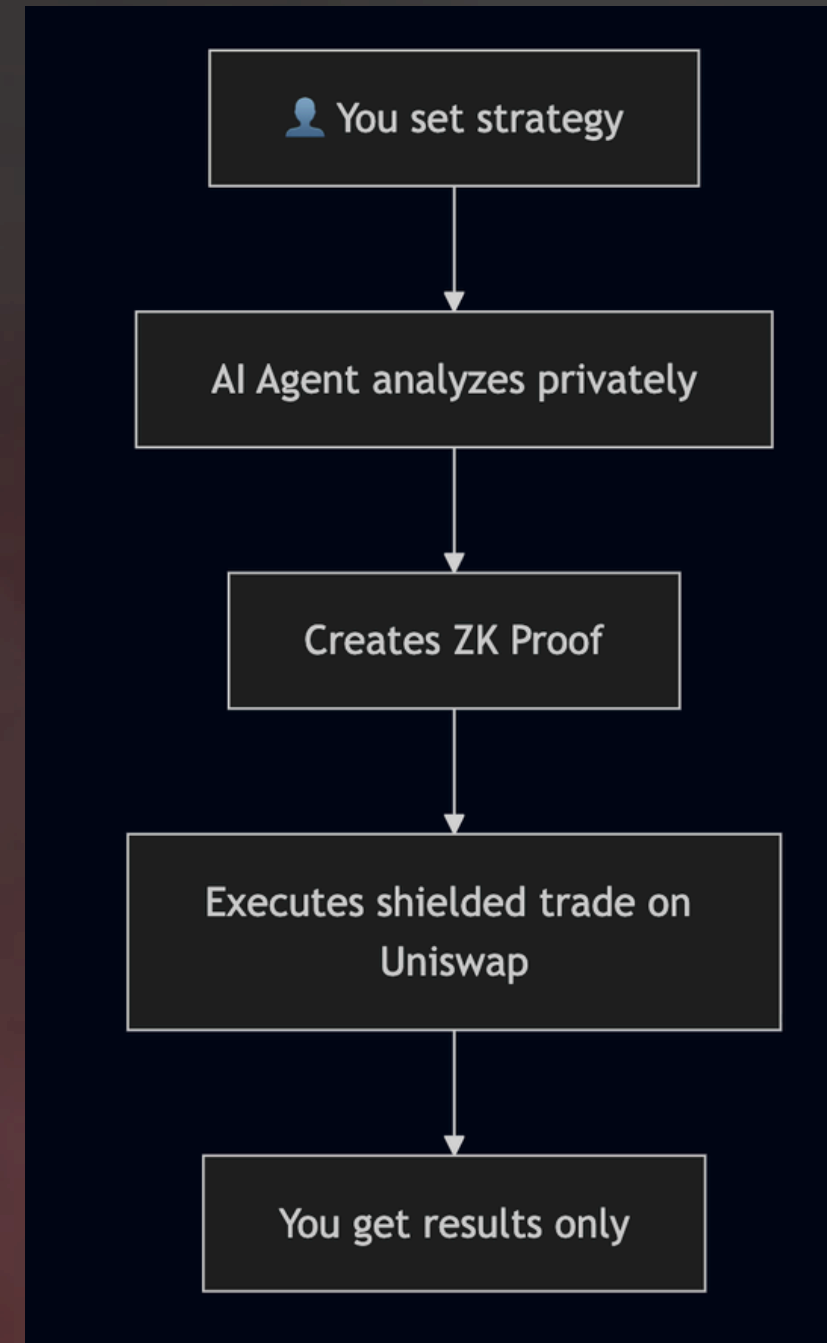 👤 You set strategy
AI Agent analyzes privately
Creates ZK Proof
Executes shielded trade on
Uniswap
You get results only